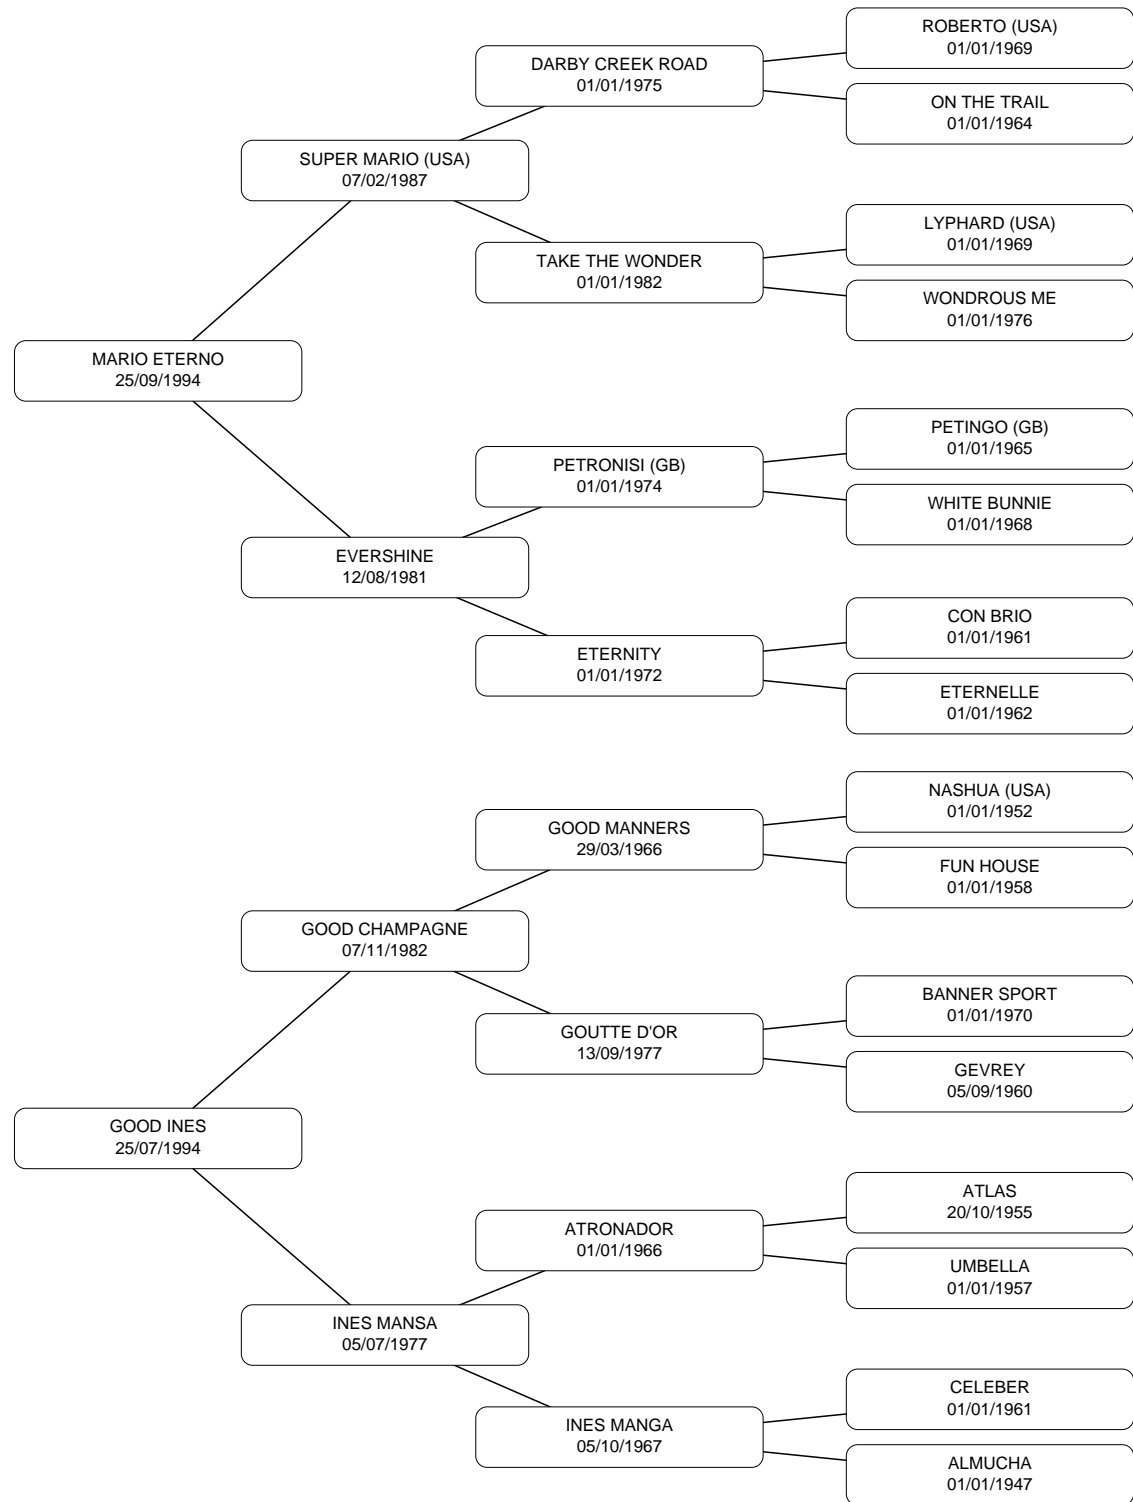 ROBERTO (USA)
01/01/1969
DARBY CREEK ROAD
01/01/1975
ON THE TRAIL
01/01/1964
SUPER MARIO (USA)
07/02/1987
LYPHARD (USA)
01/01/1969
TAKE THE WONDER
01/01/1982
WONDROUS ME
01/01/1976
MARIO ETERNO
25/09/1994
PETINGO (GB)
01/01/1965
PETRONISI (GB)
01/01/1974
WHITE BUNNIE
01/01/1968
EVERSHINE
12/08/1981
CON BRIO
01/01/1961
ETERNITY
01/01/1972
ETERNELLE
01/01/1962
NASHUA (USA)
01/01/1952
GOOD MANNERS
29/03/1966
FUN HOUSE
01/01/1958
GOOD CHAMPAGNE
07/11/1982
BANNER SPORT
01/01/1970
GOUTTE D'OR
13/09/1977
GEVREY
05/09/1960
GOOD INES
25/07/1994
ATLAS
20/10/1955
ATRONADOR
01/01/1966
UMBELLA
01/01/1957
INES MANSA
05/07/1977
CELEBER
01/01/1961
INES MANGA
05/10/1967
ALMUCHA
01/01/1947